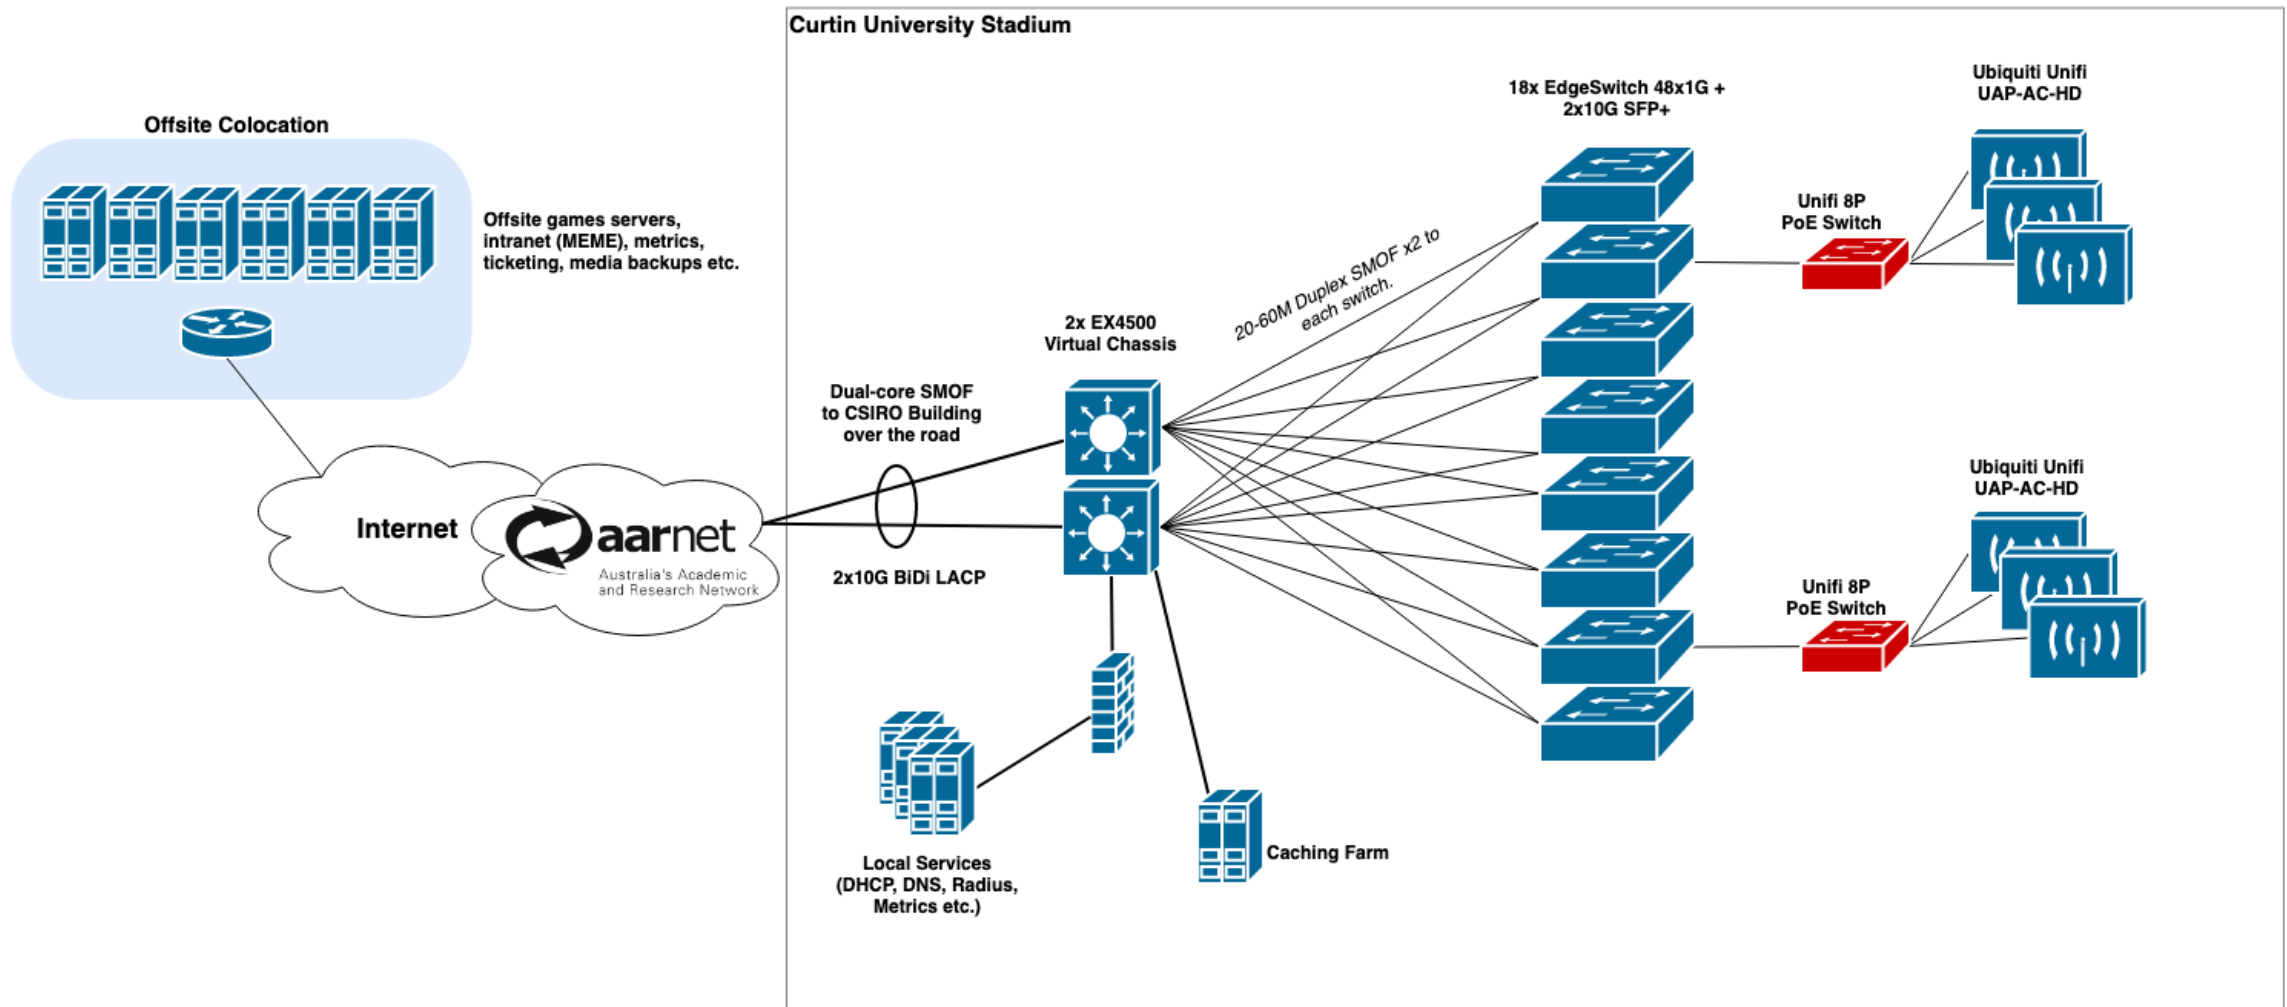 Curtin University Stadium
Offsite Colocation
Offsite games servers,
intranet (MEME), metrics,
ticketing, media backups etc.
Internet
aarnet
Australia's Academic
and Research Network
Dual-core SMOF
to CSIRO Building
over the road
2x10G BiDi LACP
2x EX4500
Virtual Chassis
20-60M Duplex SMOF x2 to
each switch.
18x EdgeSwitch 48x1G +
2x10G SFP+
Unifi 8P
PoE Switch
Ubiquiti Unifi
UAP-AC-HD
Unifi 8P
PoE Switch
Ubiquiti Unifi
UAP-AC-HD
Local Services
(DHCP, DNS, Radius,
Metrics etc.)
Caching Farm